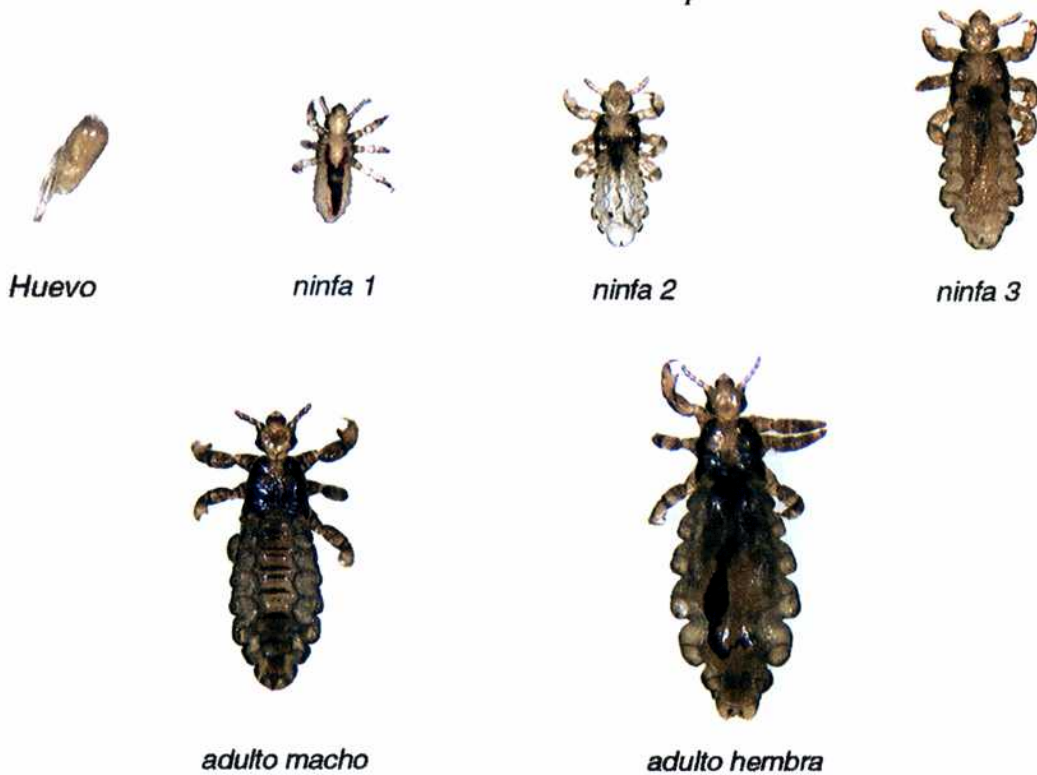 Huevo
ninfa 1
ninfa 2
ninfa 3
adulto macho
adulto hembra